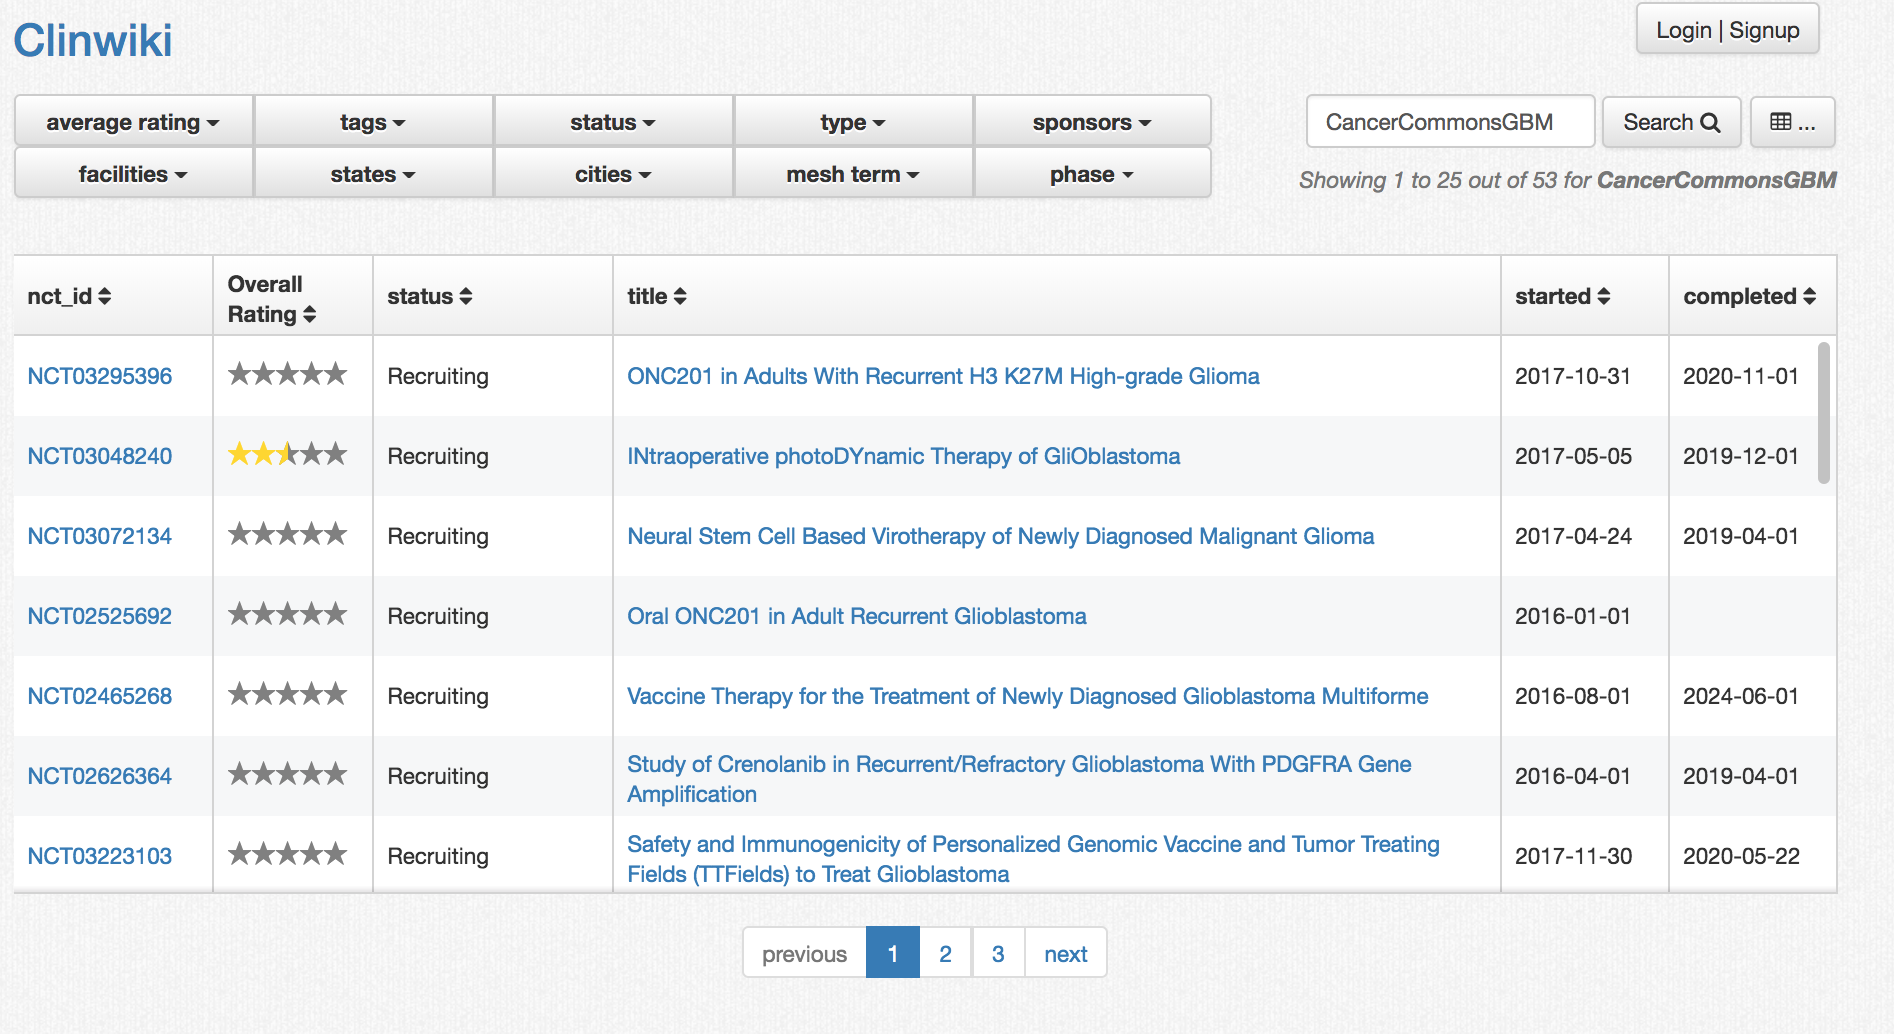 Clinwiki
Login | Signup
average rating tags status type sponsors
facilities states cities mesh term phase
CancerCommonsGBM Search ...
Showing 1 to 25 out of 53 for CancerCommonsGBM
nct_id Overall Rating status title started completed
NCT03295396 Recruiting ONC201 in Adults With Recurrent H3 K27M High-grade Glioma 2017-10-31 2020-11-01
NCT03048240 Recruiting INtraoperative photoDYnamic Therapy of GliOblastoma 2017-05-05 2019-12-01
NCT03072134 Recruiting Neural Stem Cell Based Virotherapy of Newly Diagnosed Malignant Glioma 2017-04-24 2019-04-01
NCT02525692 Recruiting Oral ONC201 in Adult Recurrent Glioblastoma 2016-01-01
NCT02465268 Recruiting Vaccine Therapy for the Treatment of Newly Diagnosed Glioblastoma Multiforme 2016-08-01 2024-06-01
NCT02626364 Recruiting Study of Crenolanib in Recurrent/Refractory Glioblastoma With PDGFRA Gene Amplification 2016-04-01 2019-04-01
NCT03223103 Recruiting Safety and Immunogenicity of Personalized Genomic Vaccine and Tumor Treating Fields (TTFields) to Treat Glioblastoma 2017-11-30 2020-05-22
previous 1 2 3 next